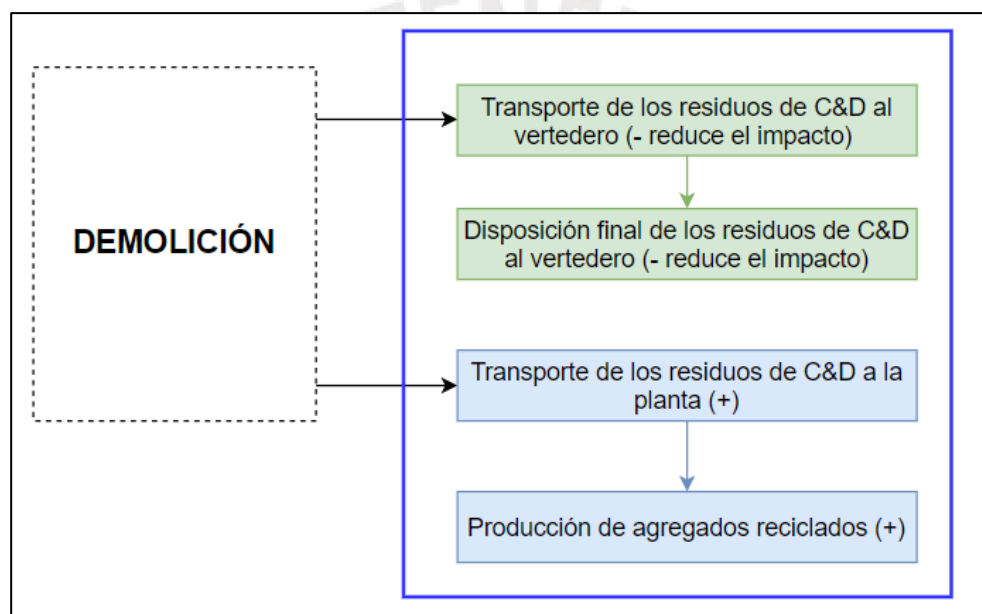 DEMOLICIÓN
Transporte de los residuos de C&D al
vertedero (- reduce el impacto)
Disposición final de los residuos de C&D
al vertedero (- reduce el impacto)
Transporte de los residuos de C&D a la
planta (+)
Producción de agregados reciclados (+)